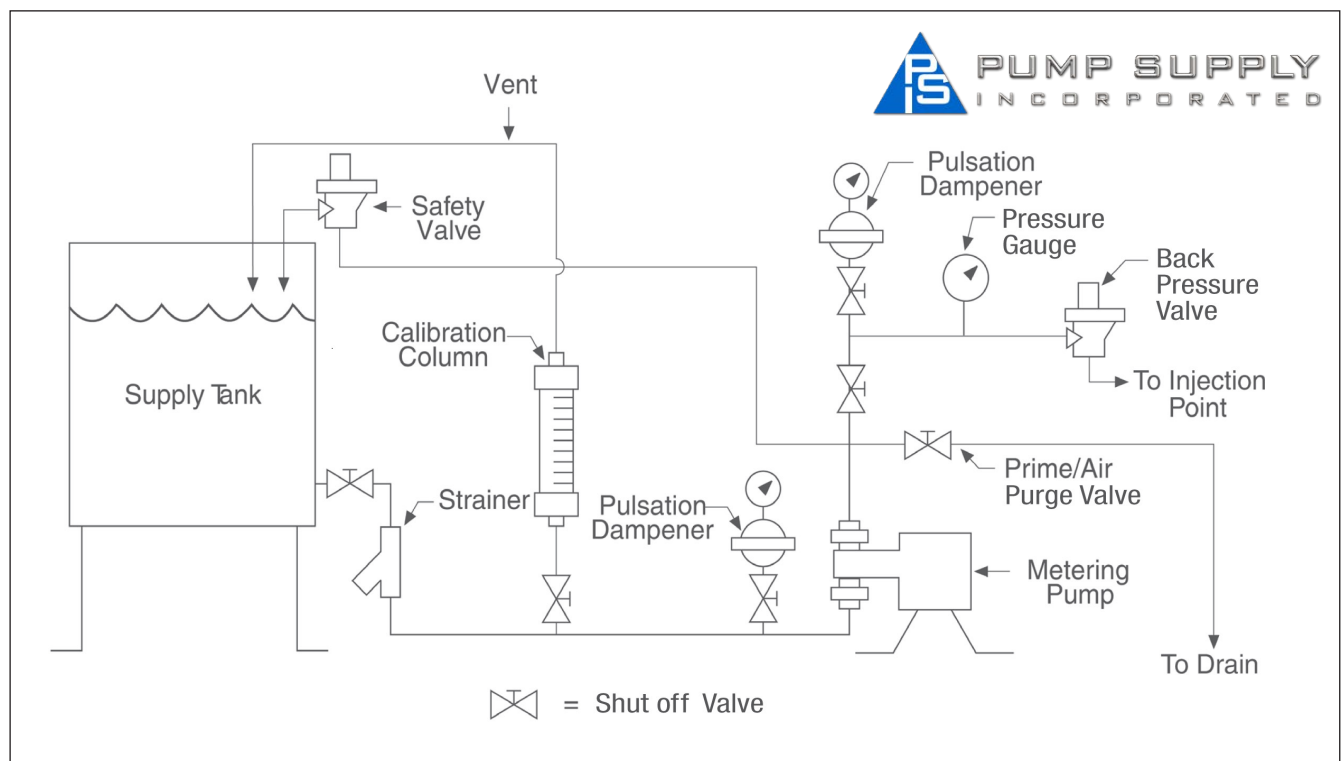 PSI
PUMP SUPPLY
INCORPORATED
Vent
Pulsation
Dampener
Safety
Valve
Pressure
Gauge
Back
Pressure
Valve
Calibration
Column
Supply Tank
To Injection
Point
Strainer
Pulsation
Dampener
Prime/Air
Purge Valve
Metering
Pump
To Drain
= Shut off Valve